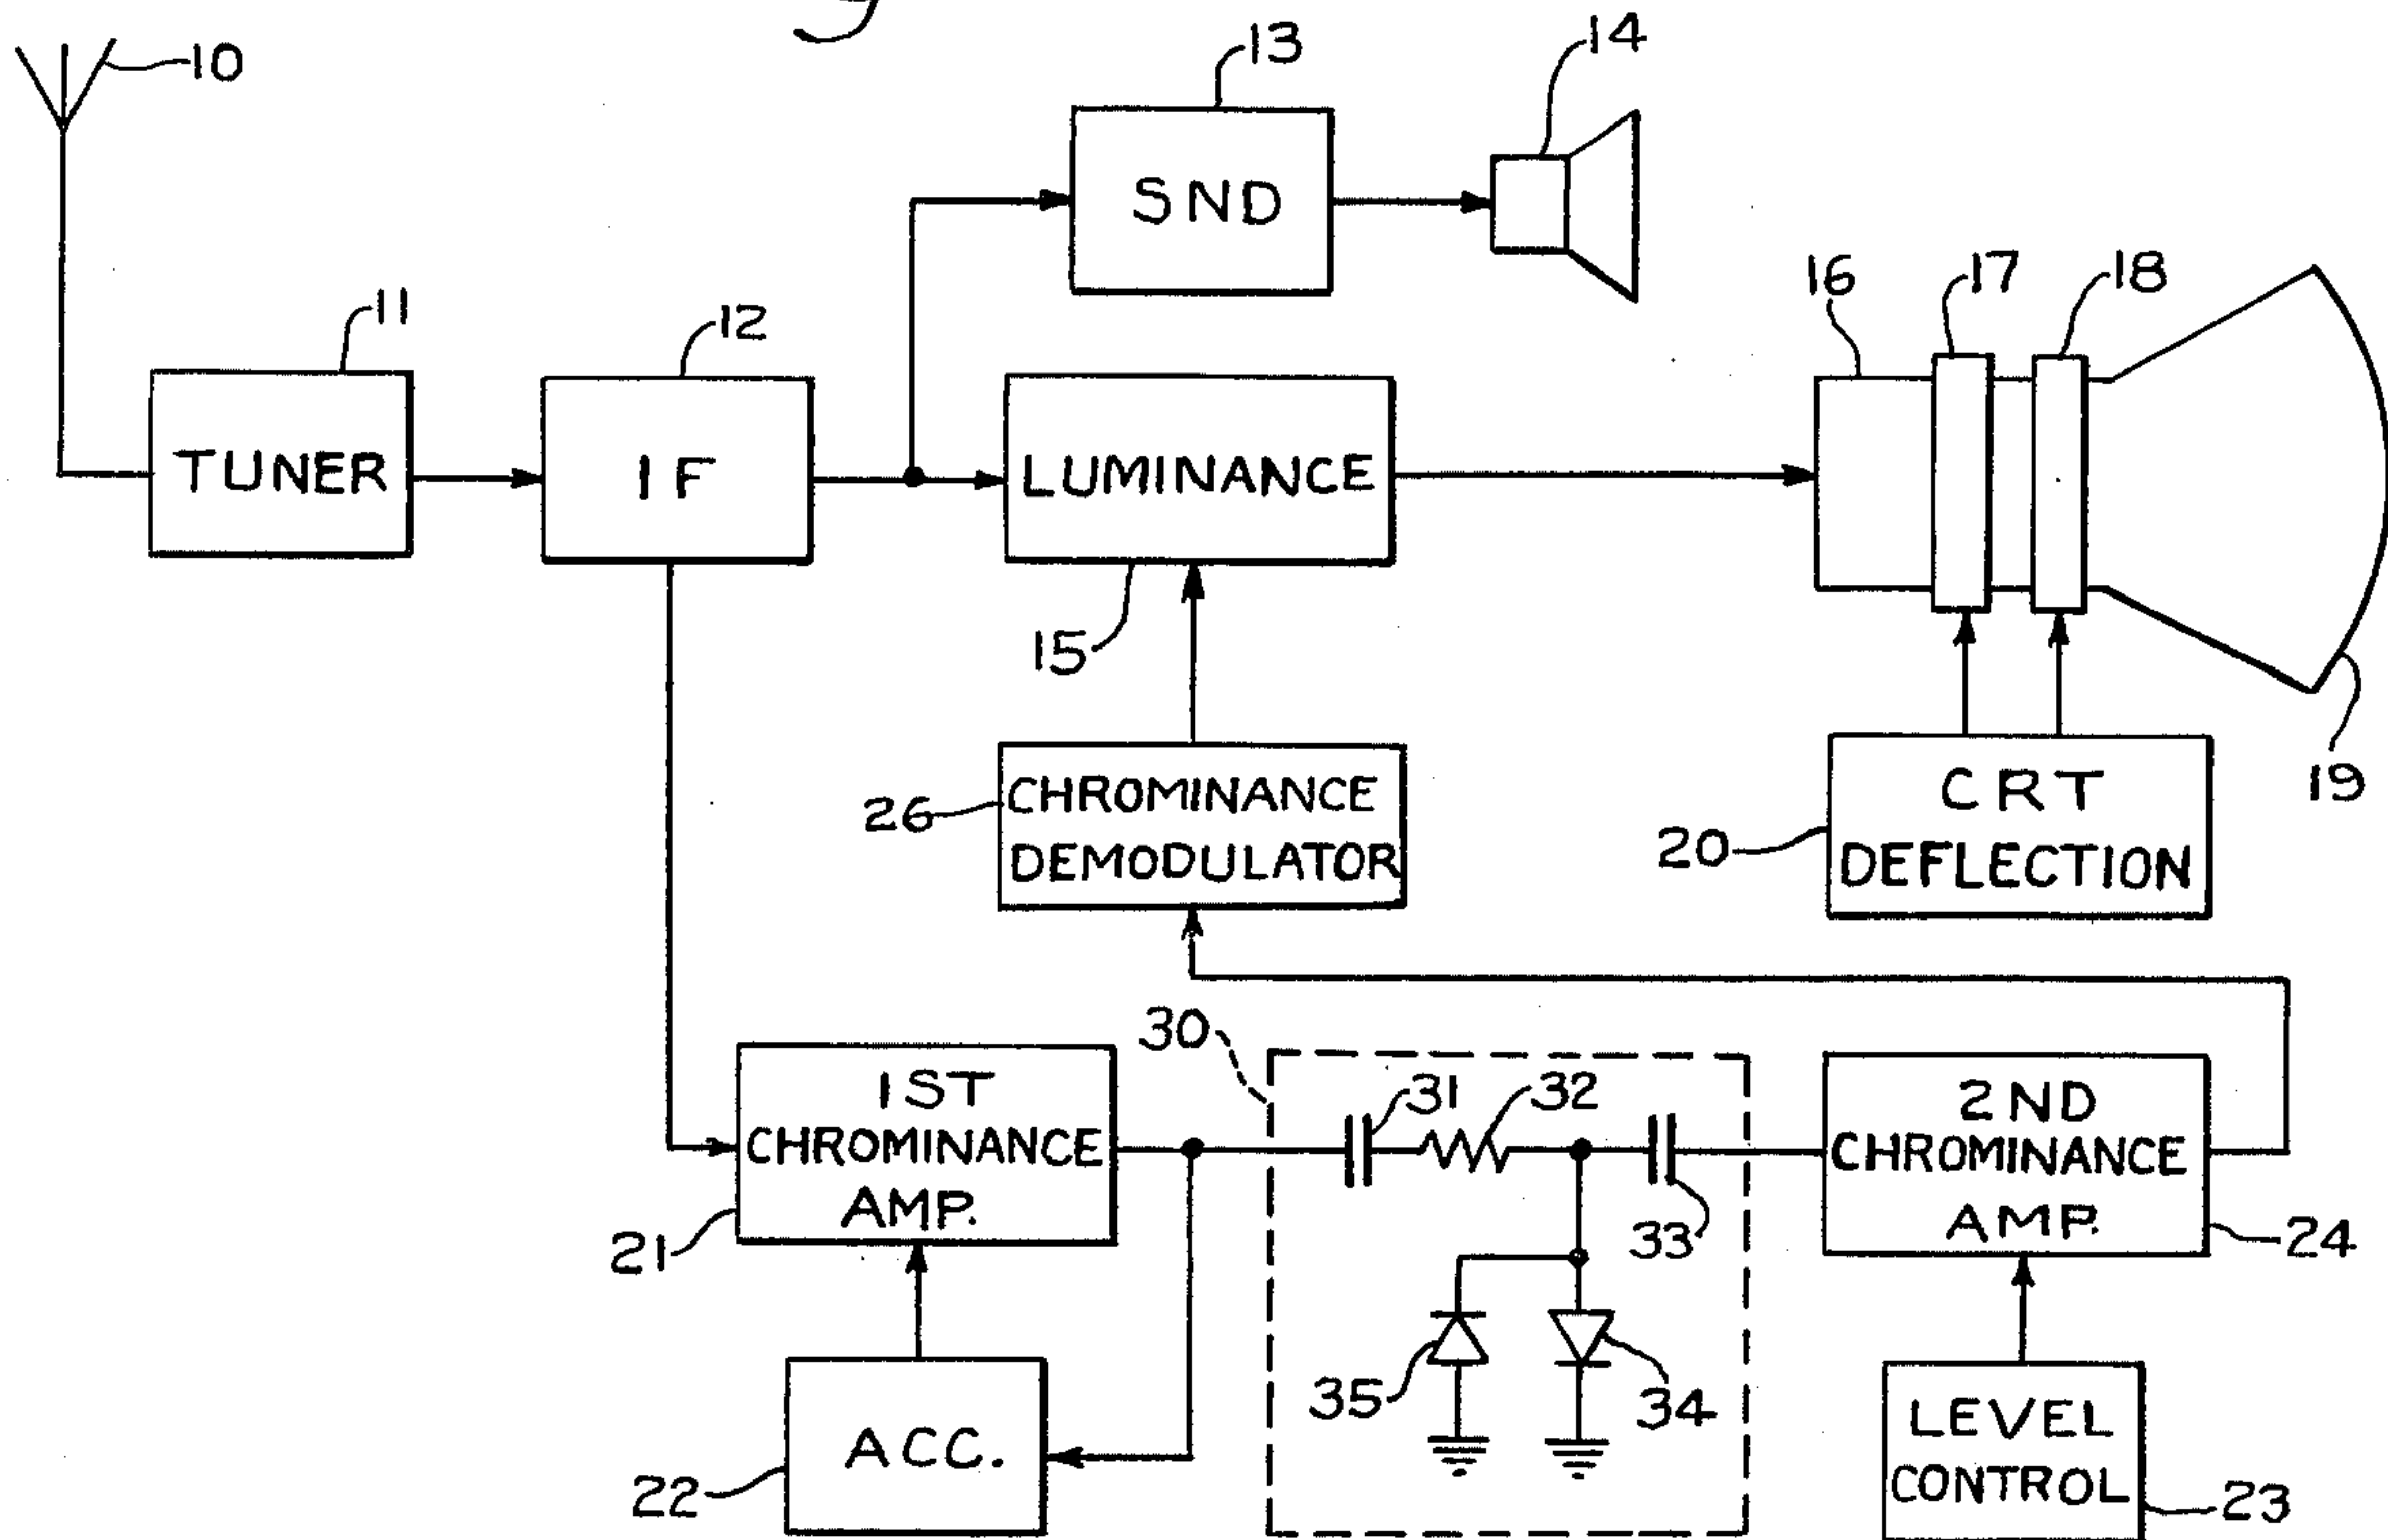 10
13
14
SND
16
17
18
11
12
TUNER
IF
LUMINANCE
15
19
26
CHROMINANCE
DEMODULATOR
20
CRT
DEFLECTION
30
31
32
1ST
CHROMINANCE
AMP.
21
33
2ND
CHROMINANCE
AMP.
24
35
34
ACC.
22
LEVEL
CONTROL
23